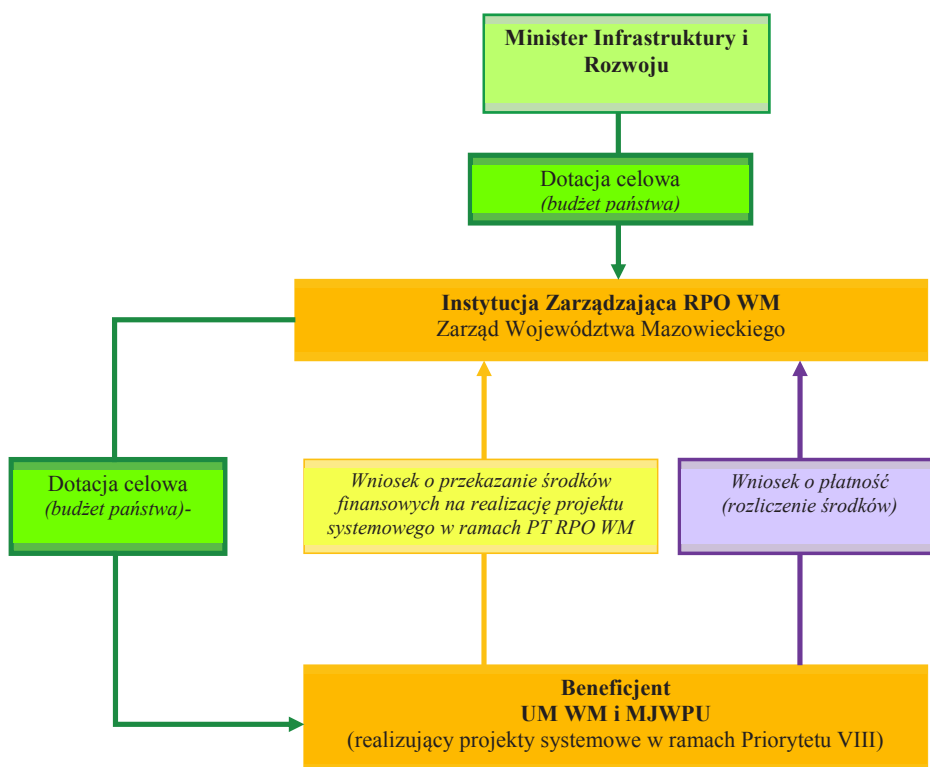 Minister Infrastruktury i
Rozwoju
Dotacja celowa
(budżet państwa)
Instytucja Zarządzająca RPO WM
Zarząd Województwa Mazowieckiego
Dotacja celowa
(budżet państwa)-
Wniosek o przekazanie środków
finansowych na realizację projektu
systemowego w ramach PT RPO WM
Wniosek o płatność
(rozliczenie środków)
Beneficjent
UM WM i MJWPU
(realizujący projekty systemowe w ramach Priorytetu VIII)